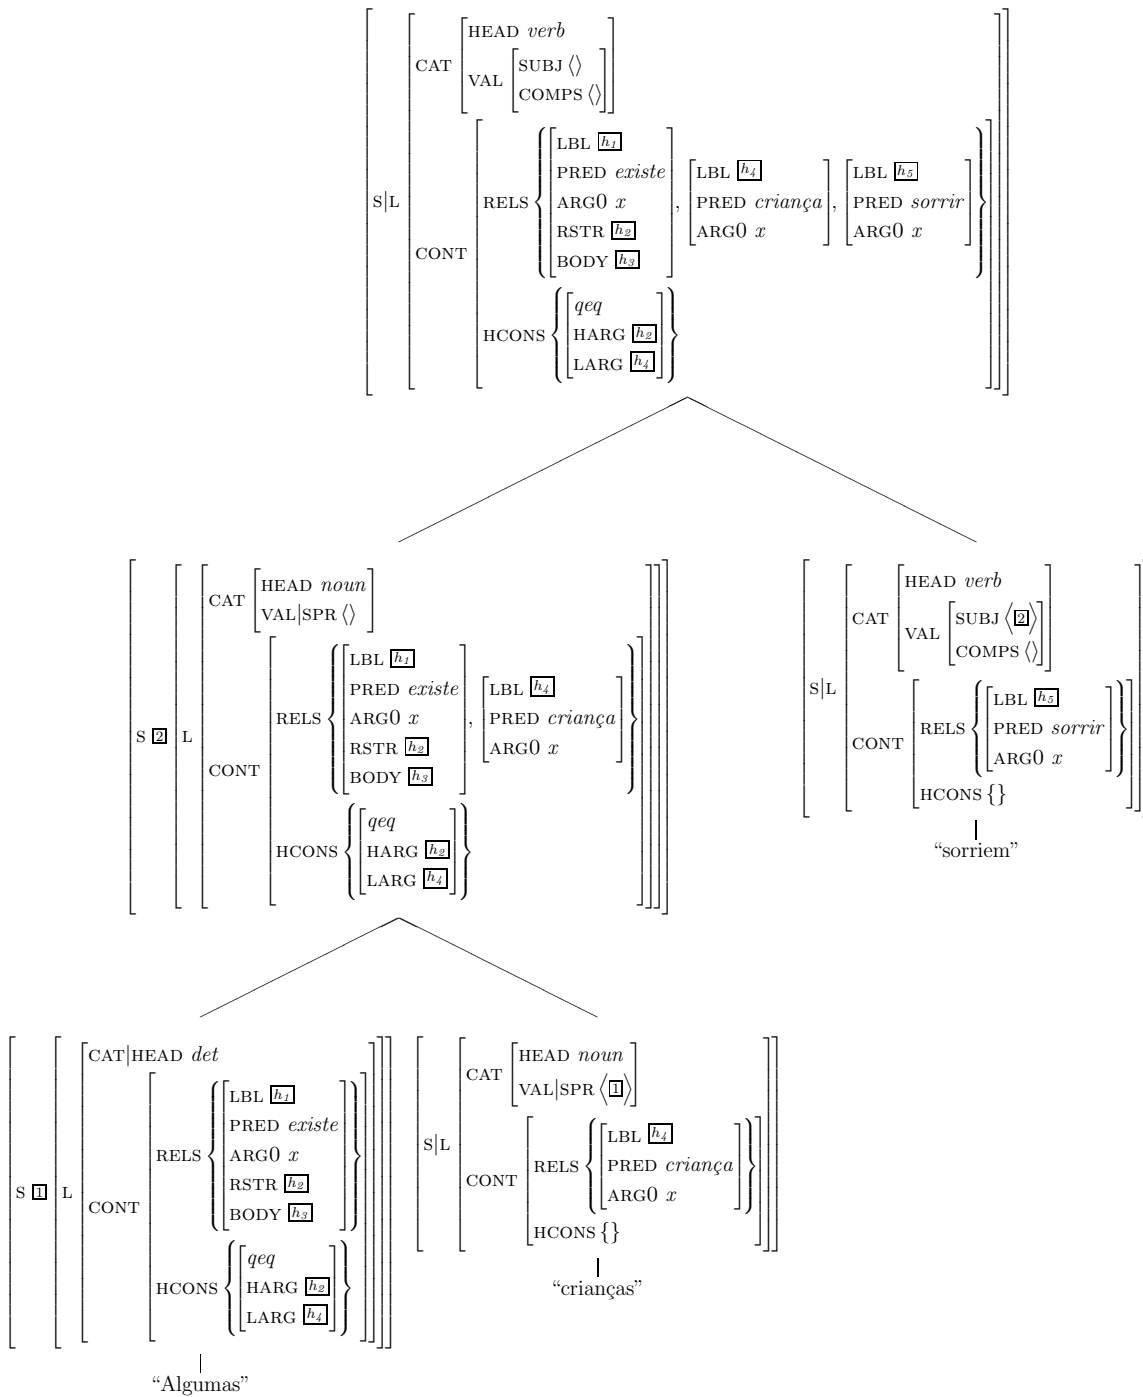 HEAD verb
CAT
VAL
SUBJ ⟨⟩
COMPS ⟨⟩
S|L
CONT
RELS
LBL h1
PRED existe
ARG0 x
RSTR h2
BODY h3
,
LBL h4
PRED criança
ARG0 x
,
LBL h5
PRED sorrir
ARG0 x
HCONS
qeq
HARG h2
LARG h4
S 2
L
CAT
HEAD noun
VAL|SPR ⟨⟩
CONT
RELS
LBL h1
PRED existe
ARG0 x
RSTR h2
BODY h3
,
LBL h4
PRED criança
ARG0 x
HCONS
qeq
HARG h2
LARG h4
S|L
CAT
HEAD verb
VAL
SUBJ ⟨2⟩
COMPS ⟨⟩
CONT
RELS
LBL h5
PRED sorrir
ARG0 x
HCONS {}
“sorriem”
S 1
L
CAT|HEAD det
CONT
RELS
LBL h1
PRED existe
ARG0 x
RSTR h2
BODY h3
HCONS
qeq
HARG h2
LARG h4
“Algumas”
S|L
CAT
HEAD noun
VAL|SPR ⟨1⟩
CONT
RELS
LBL h4
PRED criança
ARG0 x
HCONS {}
“crianças”